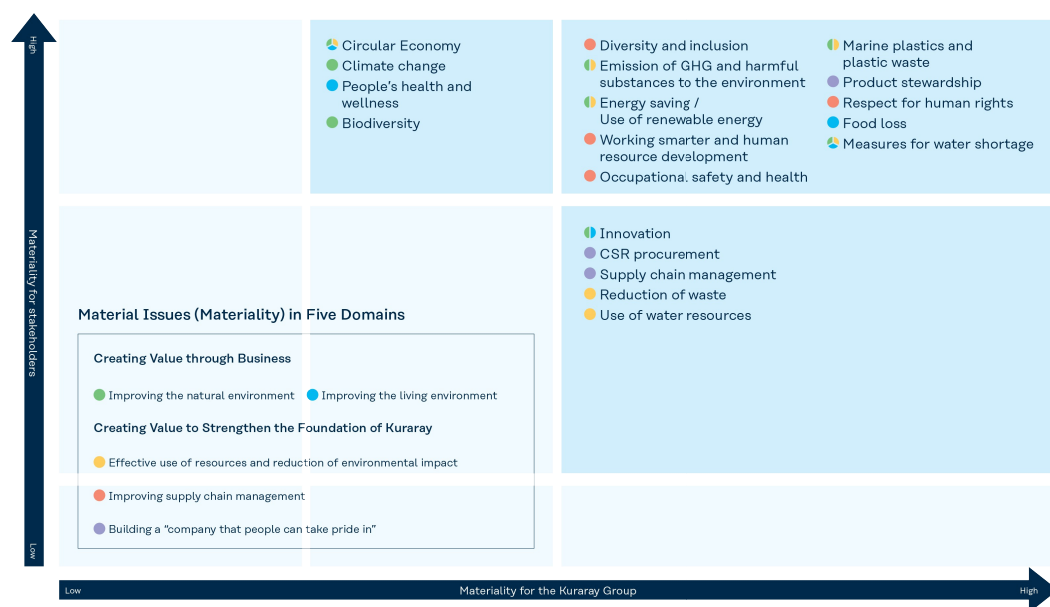 High
Materiality for stakeholders
Low
Circular Economy
Climate change
People's health and
wellness
Biodiversity
Diversity and inclusion
Emission of GHG and harmful
substances to the environment
Energy saving /
Use of renewable energy
Working smarter and human
resource development
Occupational safety and health
Marine plastics and
plastic waste
Product stewardship
Respect for human rights
Food loss
Measures for water shortage
Innovation
CSR procurement
Supply chain management
Reduction of waste
Use of water resources
Material Issues (Materiality) in Five Domains
Creating Value through Business
Improving the natural environment
Improving the living environment
Creating Value to Strengthen the Foundation of Kuraray
Effective use of resources and reduction of environmental impact
Improving supply chain management
Building a “company that people can take pride in”
Low
Materiality for the Kuraray Group
High